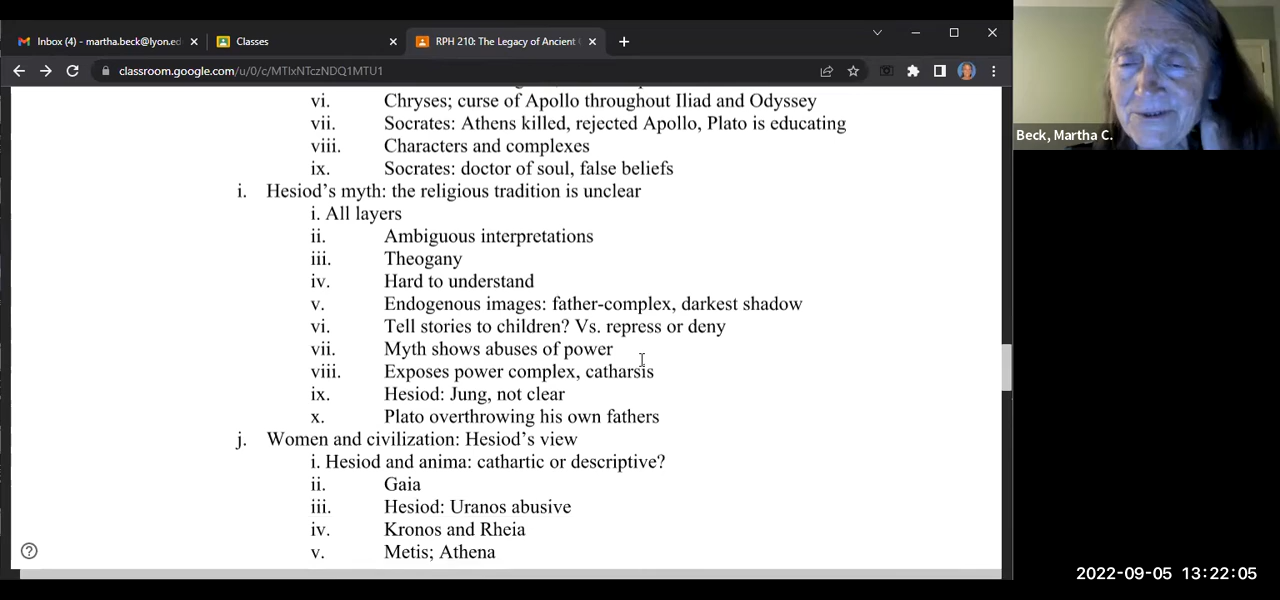 Inbox (4) - martha.beck@lyon.ed
Classes
RPH 210: The Legacy of Ancient
classroom.google.com/u/0/c/MTIxNTczNDQ1MTU1
Beck, Martha C.
vi. Chryses; curse of Apollo throughout Iliad and Odyssey
vii. Socrates: Athens killed, rejected Apollo, Plato is educating
viii. Characters and complexes
ix. Socrates: doctor of soul, false beliefs
i. Hesiod's myth: the religious tradition is unclear
i. All layers
ii. Ambiguous interpretations
iii. Theogany
iv. Hard to understand
v. Endogenous images: father-complex, darkest shadow
vi. Tell stories to children? Vs. repress or deny
vii. Myth shows abuses of power
viii. Exposes power complex, catharsis
ix. Hesiod: Jung, not clear
x. Plato overthrowing his own fathers
j. Women and civilization: Hesiod's view
i. Hesiod and anima: cathartic or descriptive?
ii. Gaia
iii. Hesiod: Uranos abusive
iv. Kronos and Rheia
v. Metis; Athena
2022-09-05 13:22:05